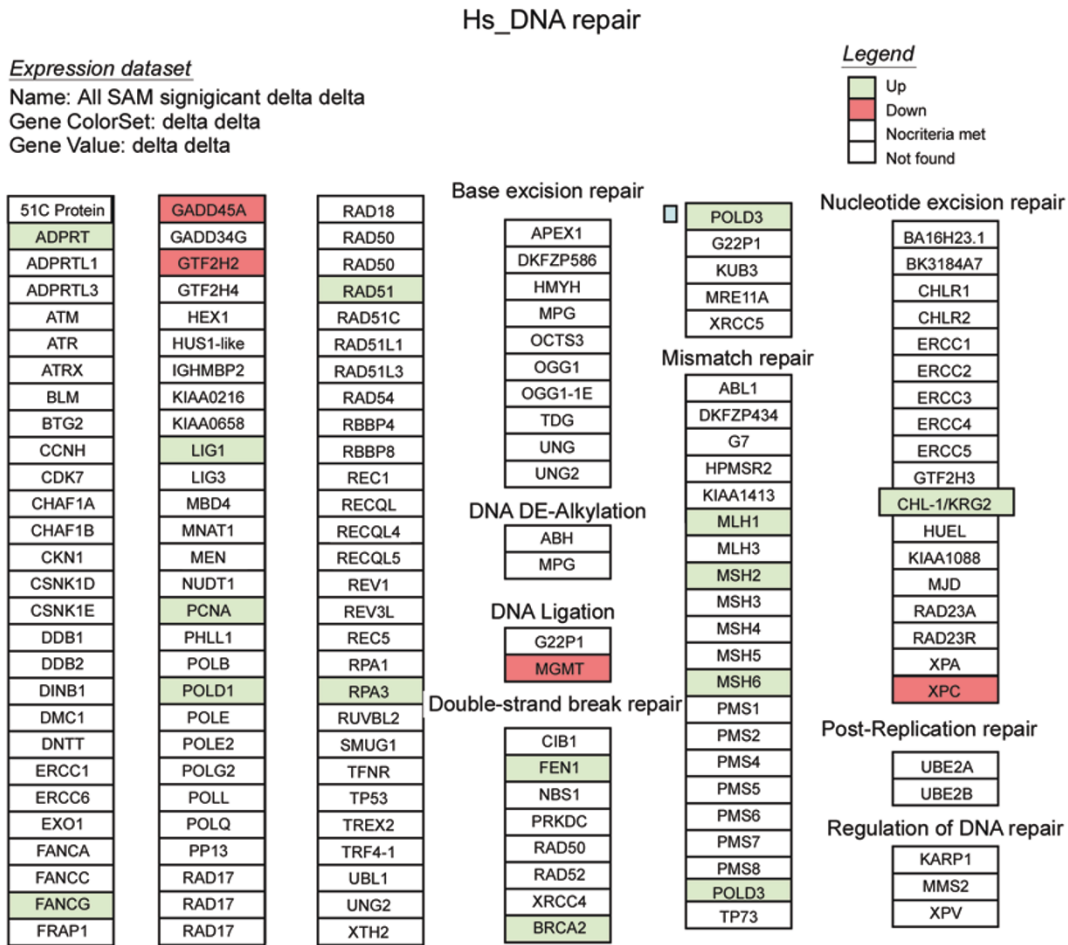 Hs_DNA repair
Expression dataset
Name: All SAM signigicant delta delta
Gene ColorSet: delta delta
Gene Value: delta delta
Legend
Up
Down
Nocriteria met
Not found
51C Protein
ADPRT
ADPRTL1
ADPRTL3
ATM
ATR
ATRX
BLM
BTG2
CCNH
CDK7
CHAF1A
CHAF1B
CKN1
CSNK1D
CSNK1E
DDB1
DDB2
DINB1
DMC1
DNTT
ERCC1
ERCC6
EXO1
FANCA
FANCC
FANCG
FRAP1
GADD45A
GADD34G
GTF2H2
GTF2H4
HEX1
HUS1-like
IGHMBP2
KIAA0216
KIAA0658
LIG1
LIG3
MBD4
MNAT1
MEN
NUDT1
PCNA
PHLL1
POLB
POLD1
POLE
POLE2
POLG2
POLL
POLQ
PP13
RAD17
RAD17
RAD17
RAD18
RAD50
RAD50
RAD51
RAD51C
RAD51L1
RAD51L3
RAD54
RBBP4
RBBP8
REC1
RECQL
RECQL4
RECQL5
REV1
REV3L
REC5
RPA1
RPA3
RUVBL2
SMUG1
TFNR
TP53
TREX2
TRF4-1
UBL1
UNG2
XTH2
Base excision repair
APEX1
DKFZP586
HMYH
MPG
OCTS3
OGG1
OGG1-1E
TDG
UNG
UNG2
DNA DE-Alkylation
ABH
MPG
DNA Ligation
G22P1
MGMT
Double-strand break repair
CIB1
FEN1
NBS1
PRKDC
RAD50
RAD52
XRCC4
BRCA2
POLD3
G22P1
KUB3
MRE11A
XRCC5
Mismatch repair
ABL1
DKFZP434
G7
HPMSR2
KIAA1413
MLH1
MLH3
MSH2
MSH3
MSH4
MSH5
MSH6
PMS1
PMS2
PMS4
PMS5
PMS6
PMS7
PMS8
POLD3
TP73
Nucleotide excision repair
BA16H23.1
BK3184A7
CHLR1
CHLR2
ERCC1
ERCC2
ERCC3
ERCC4
ERCC5
GTF2H3
CHL-1/KRG2
HUEL
KIAA1088
MJD
RAD23A
RAD23R
XPA
XPC
Post-Replication repair
UBE2A
UBE2B
Regulation of DNA repair
KARP1
MMS2
XPV